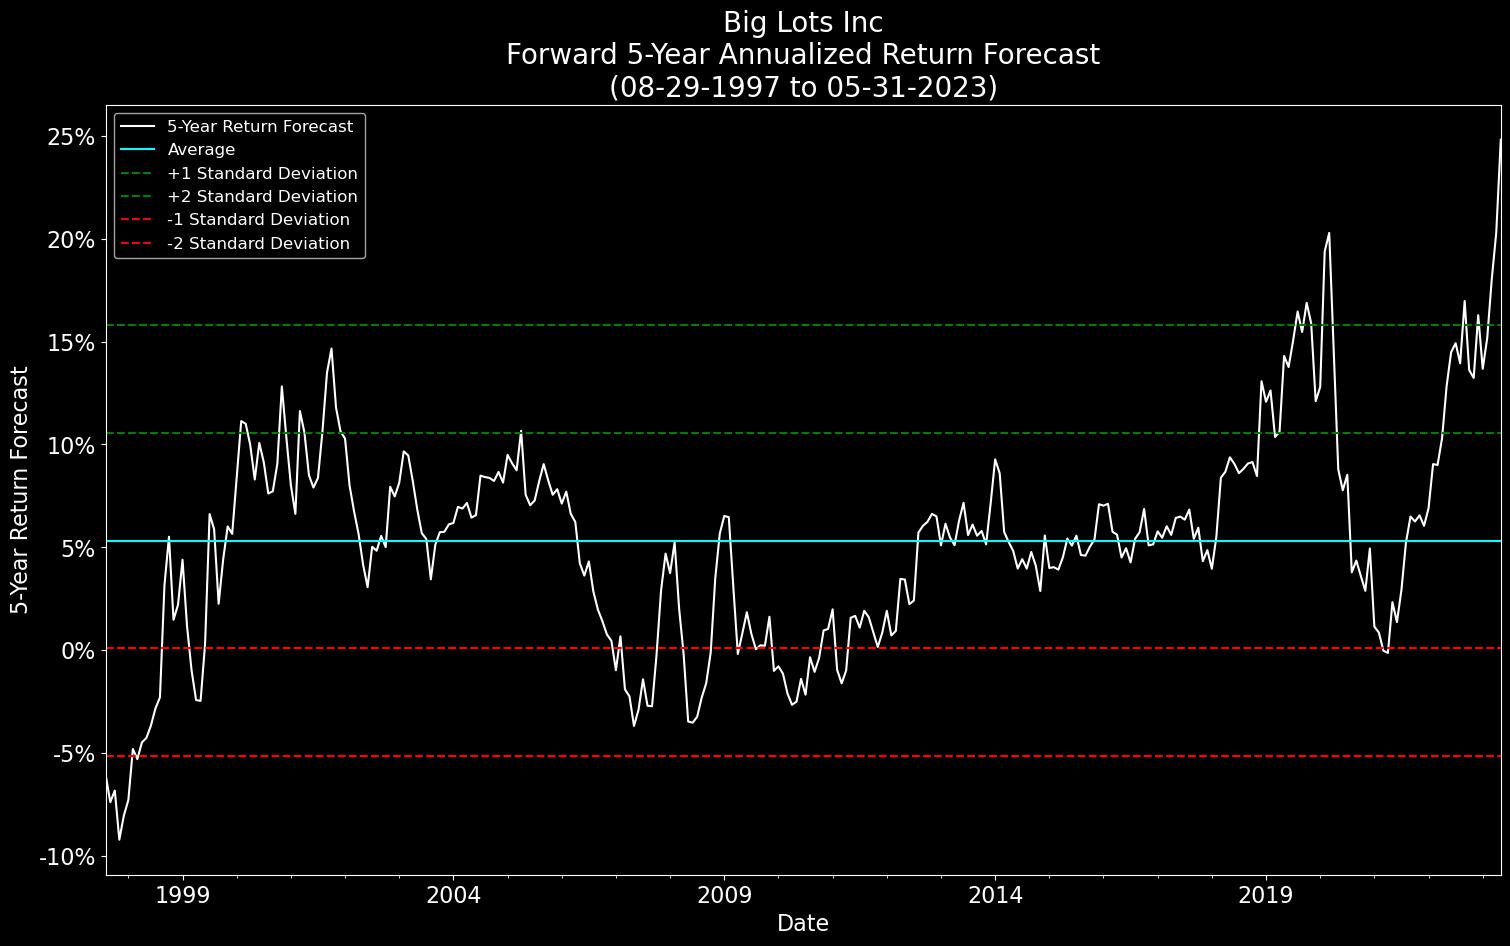 Big Lots Inc
Forward 5-Year Annualized Return Forecast
(08-29-1997 to 05-31-2023)
5-Year Return Forecast
Average
+1 Standard Deviation
+2 Standard Deviation
-1 Standard Deviation
-2 Standard Deviation
25%
20%
15%
10%
5%
0%
-5%
-10%
5-Year Return Forecast
1999
2004
2009
2014
2019
Date